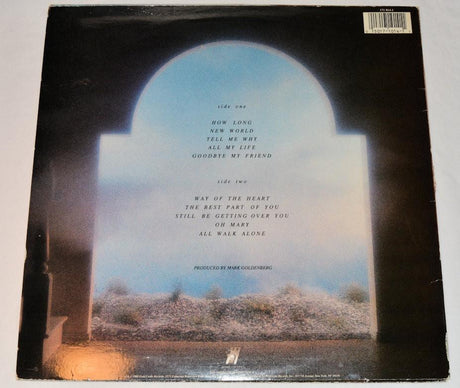 side one
HOW LONG
NEW WORLD
TELL ME WHY
ALL MY LIFE
GOODBYE MY FRIEND
side two
WAY OF THE HEART
THE BEST PART OF YOU
STILL BE GETTING OVER YOU
OH MARY
ALL WALK ALONE
PRODUCED BY MARK GOLDENBERG